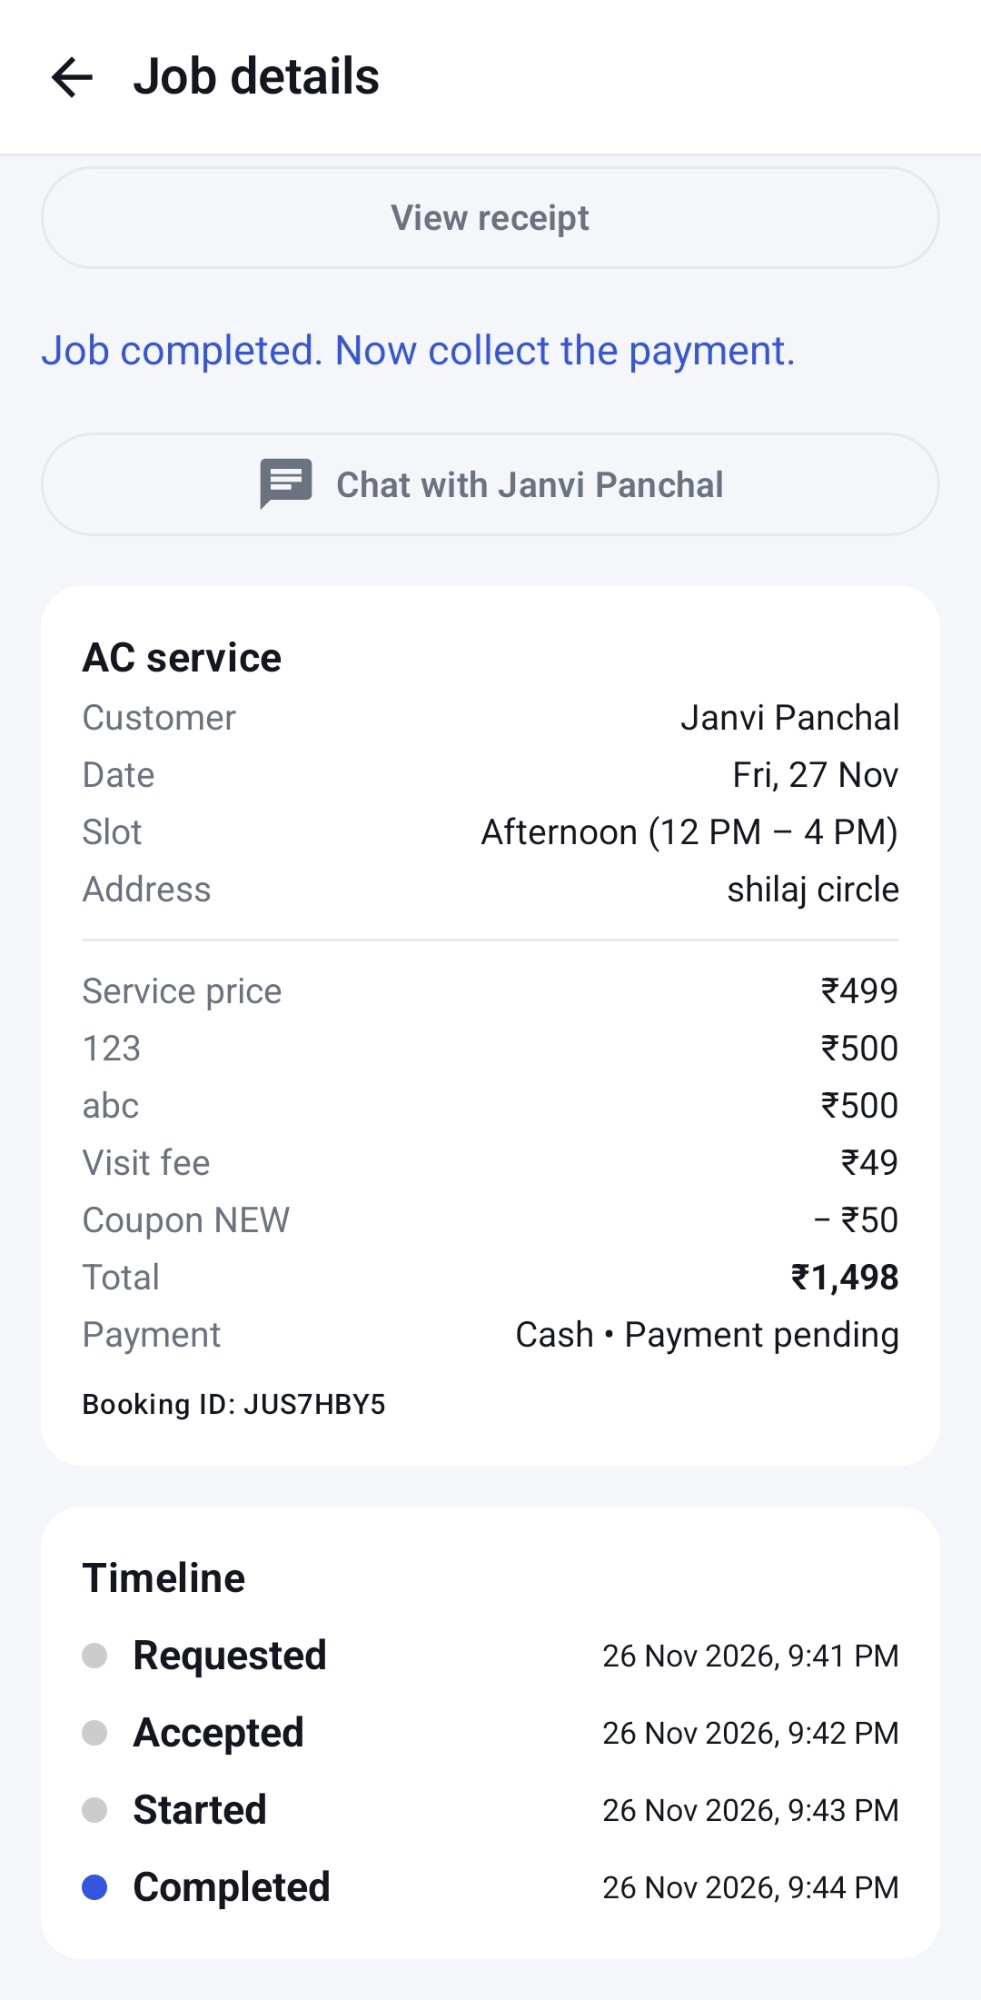 Job details
View receipt
Job completed. Now collect the payment.
Chat with Janvi Panchal
AC service
Customer Janvi Panchal
Date Fri, 27 Nov
Slot Afternoon (12 PM – 4 PM)
Address shilaj circle
Service price ₹499
123 ₹500
abc ₹500
Visit fee ₹49
Coupon NEW − ₹50
Total ₹1,498
Payment Cash • Payment pending
Booking ID: JUS7HBY5
Timeline
Requested 26 Nov 2026, 9:41 PM
Accepted 26 Nov 2026, 9:42 PM
Started 26 Nov 2026, 9:43 PM
Completed 26 Nov 2026, 9:44 PM